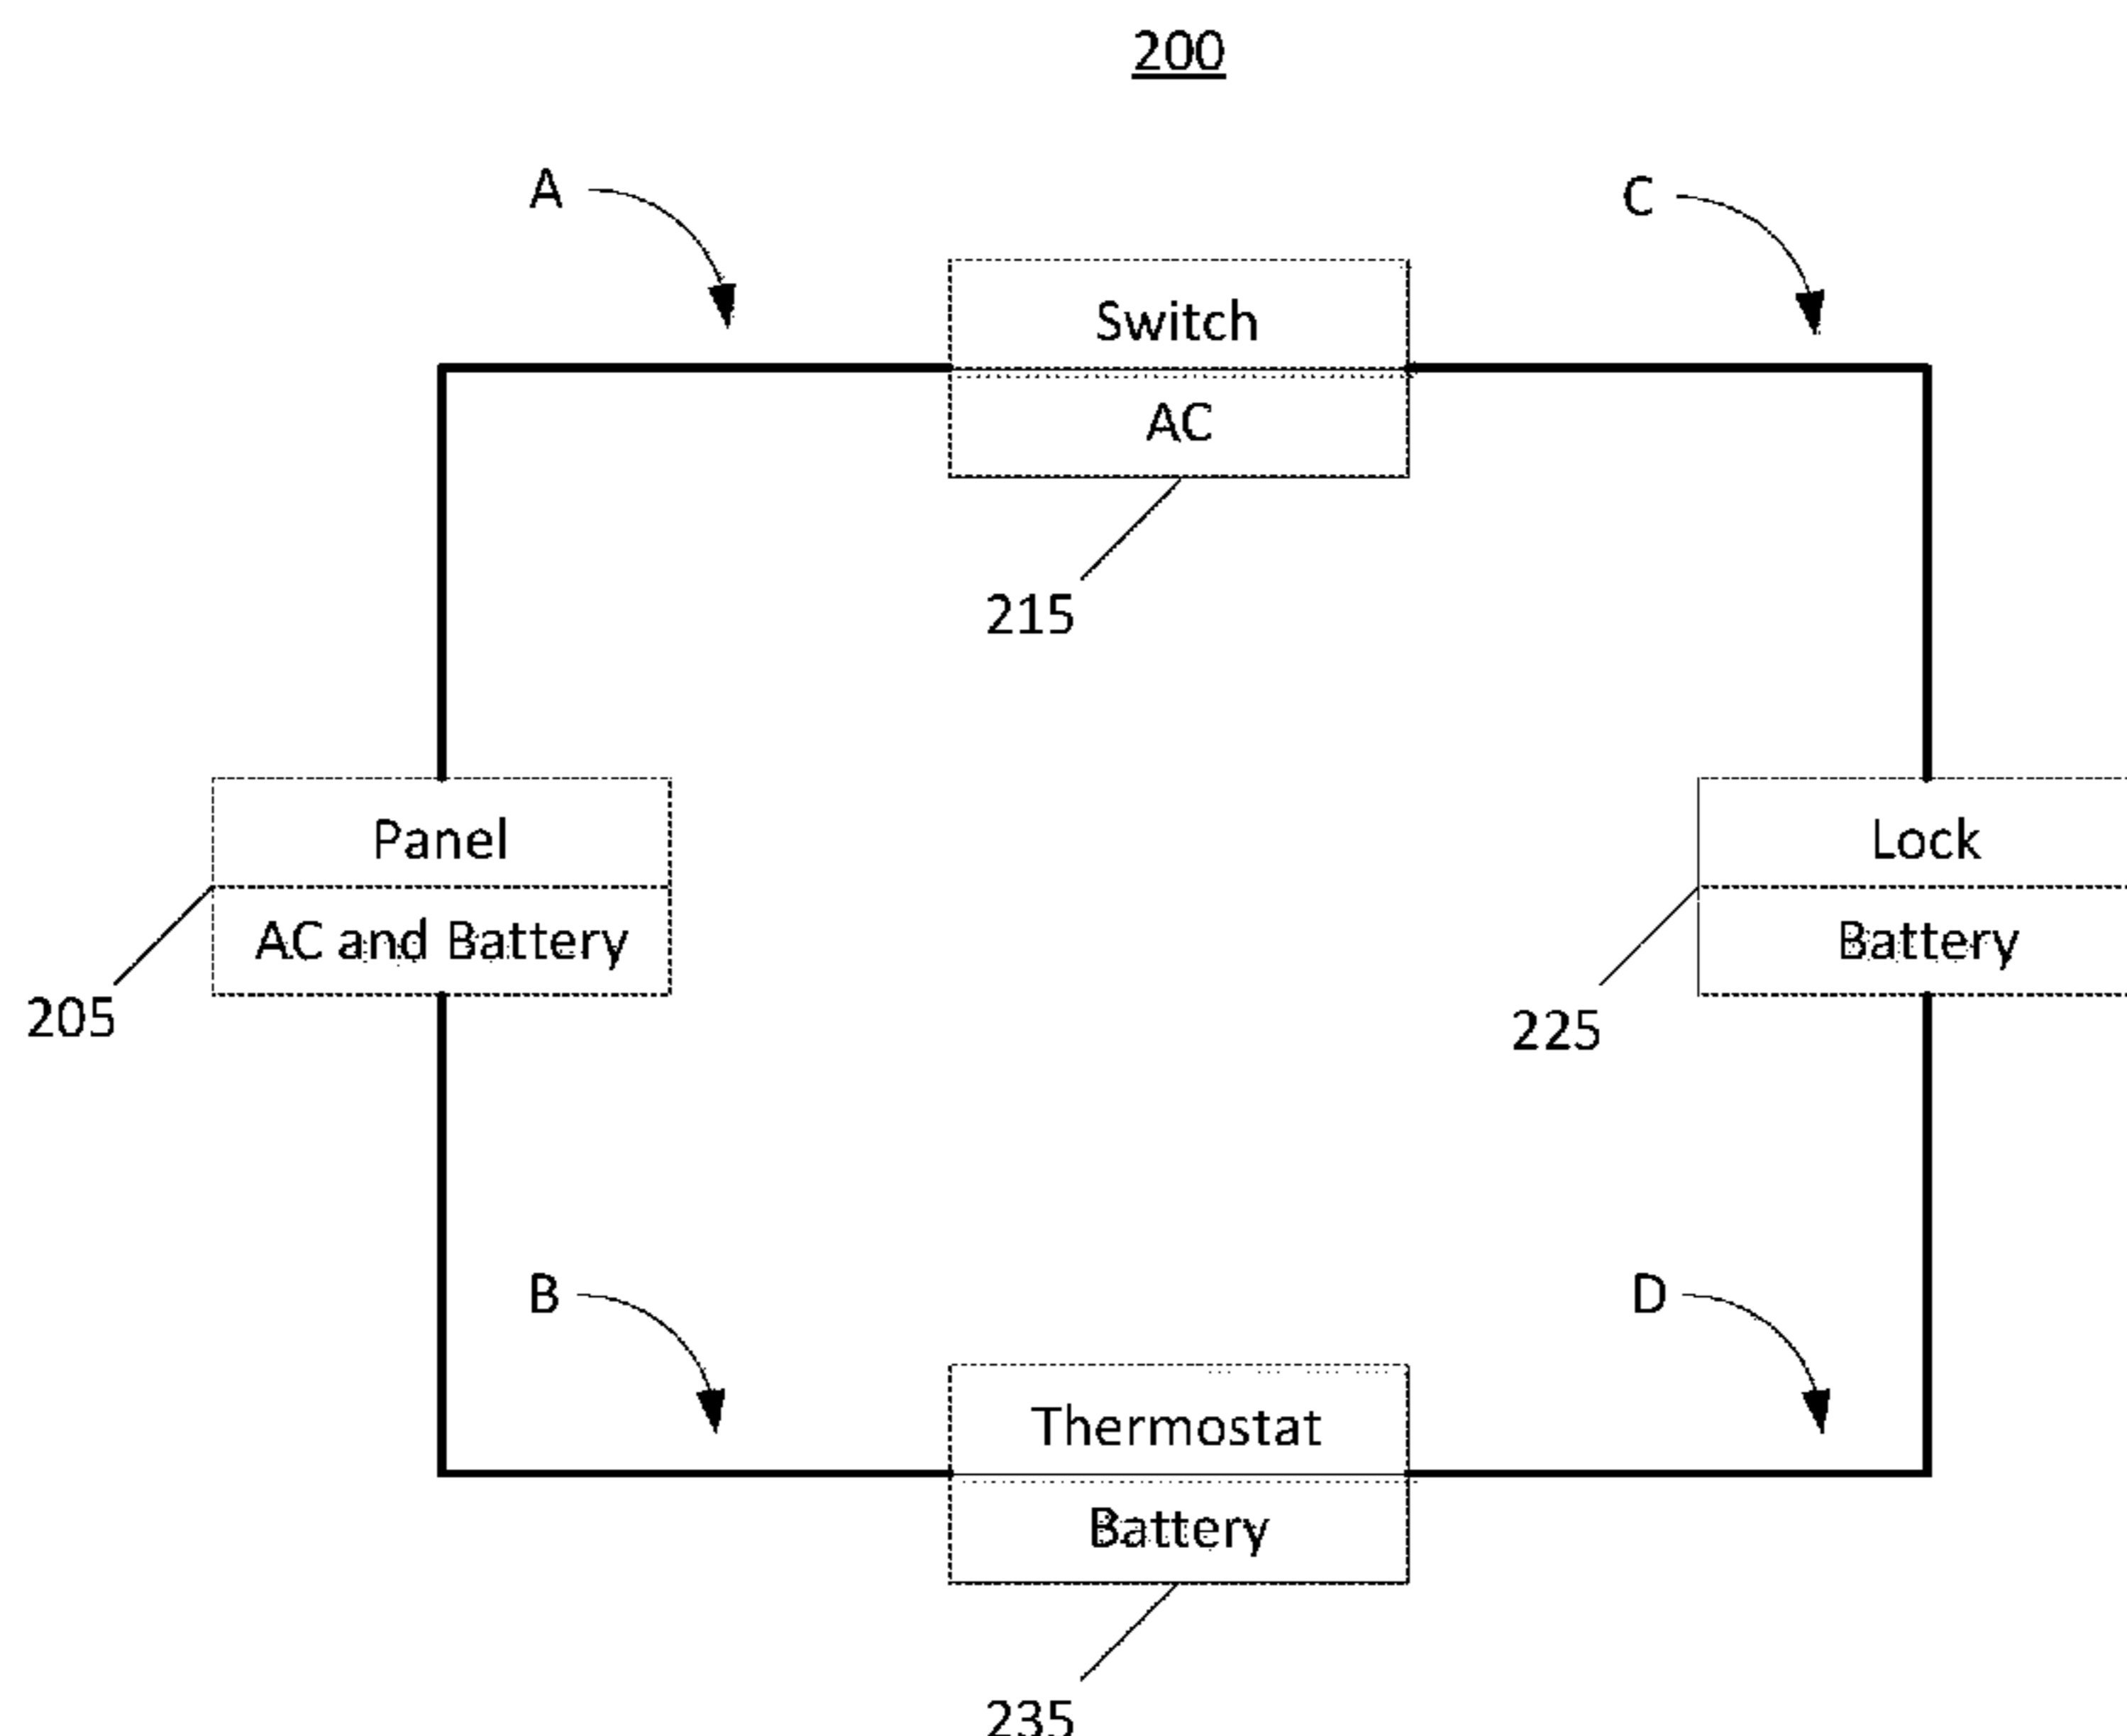 200
A
C
Switch
AC
215
Panel
AC and Battery
205
Lock
Battery
225
B
D
Thermostat
Battery
235